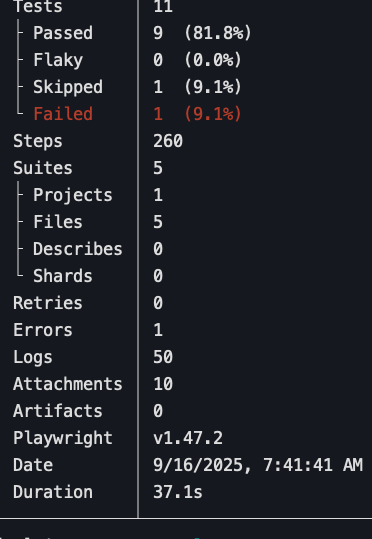 Tests 11
├ Passed 9 (81.8%)
├ Flaky 0 (0.0%)
├ Skipped 1 (9.1%)
└ Failed 1 (9.1%)
Steps 260
Suites 5
├ Projects 1
├ Files 5
├ Describes 0
└ Shards 0
Retries 0
Errors 1
Logs 50
Attachments 10
Artifacts 0
Playwright v1.47.2
Date 9/16/2025, 7:41:41 AM
Duration 37.1s